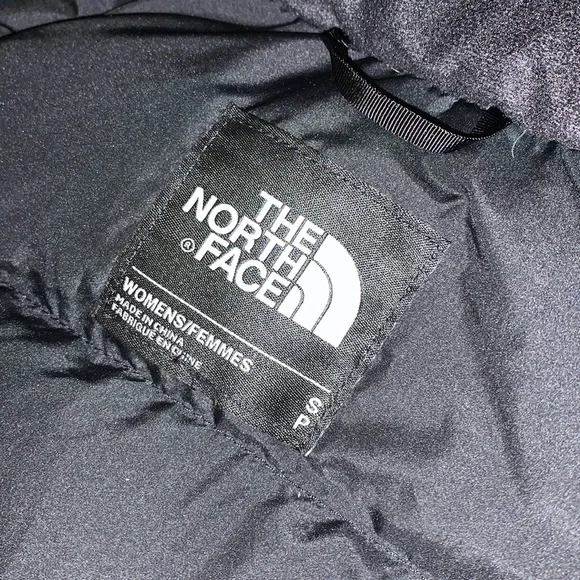 THE
NORTH
FACE
®
WOMENS/FEMMES
MADE IN CHINA
FABRIQUE EN CHINE
S
P